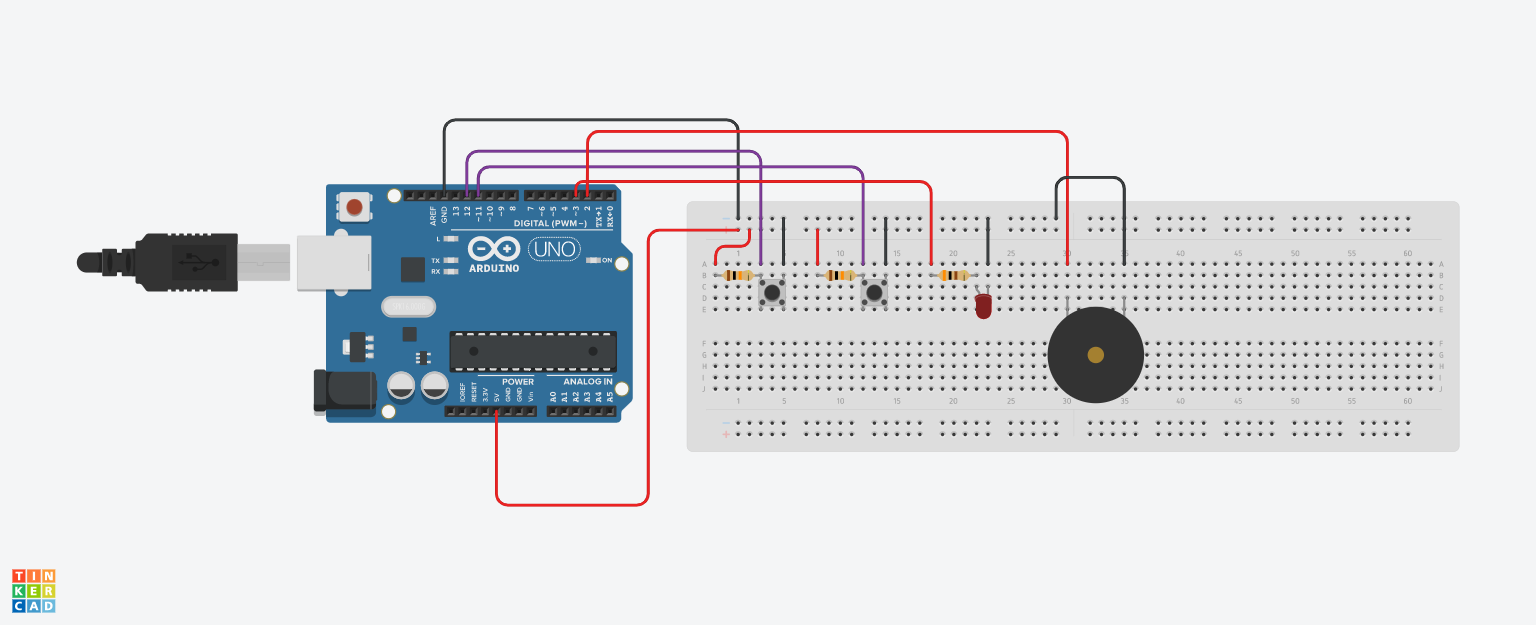 AREF
GND
13
12
~11
~10
~9
8
7
~6
~5
4
~3
2
TX→1
RX←0
DIGITAL (PWM~)
L
TX
RX
ARDUINO
UNO
ON
IOREF
RESET
3.3V
5V
GND
GND
Vin
POWER
ANALOG IN
A0
A1
A2
A3
A4
A5
1 5 10 15 20 25 30 35 40 45 50 55 60
A A
B B
C C
D D
E E
F F
G G
H H
I I
J J
1 5 10 15 20 25 30 35 40 45 50 55 60
- 
+
TIN
KER
CAD